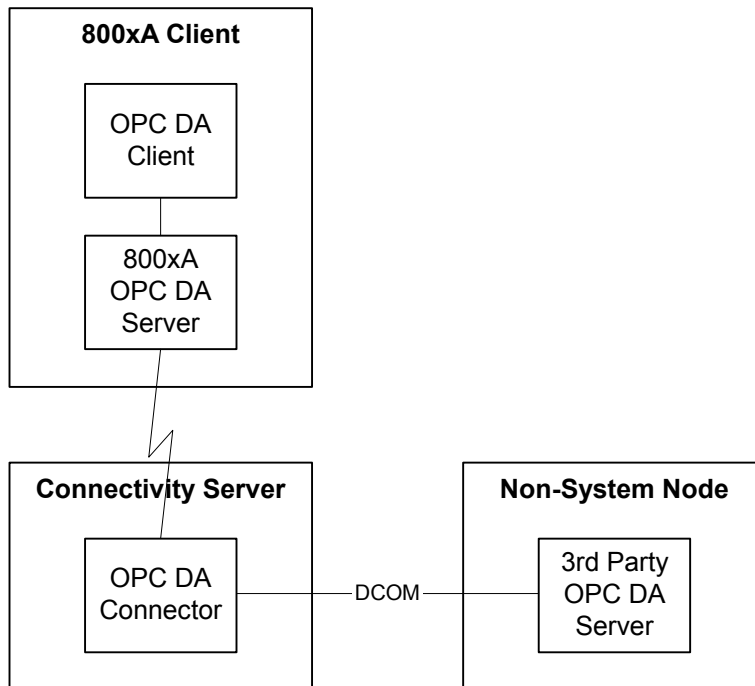 800xA Client
OPC DA
Client
800xA
OPC DA
Server
Connectivity Server
OPC DA
Connector
DCOM
Non-System Node
3rd Party
OPC DA
Server